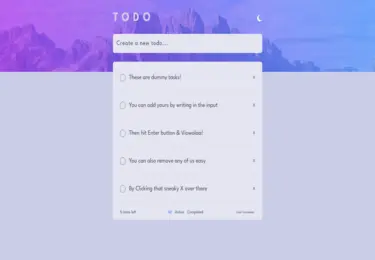 TODO
Create a new todo...
These are dummy tasks!
You can add yours by writing in the input
Then hit Enter button & Viowalaa!
You can also remove any of us easy
By Clicking that sneaky X over there
5 items left
All Active Completed
Clear Completed